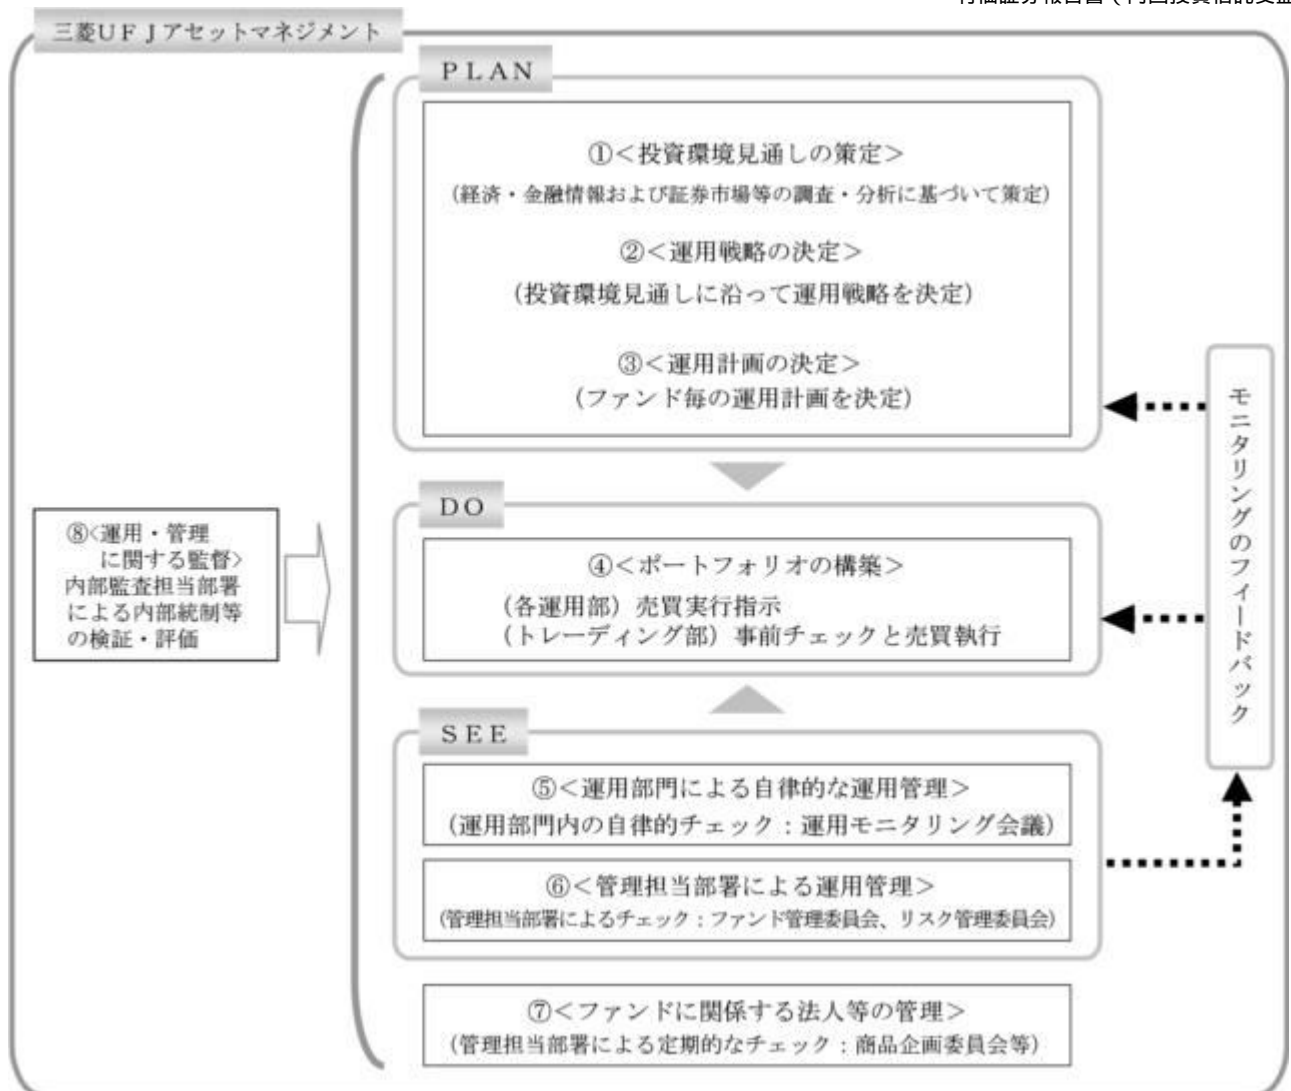 三菱UFJアセットマネジメント
PLAN
①<投資環境見通しの策定>
(経済・金融情報および証券市場等の調査・分析に基づいて策定)
②<運用戦略の決定>
(投資環境見通しに沿って運用戦略を決定)
③<運用計画の決定>
(ファンド毎の運用計画を決定)
DO
④<ポートフォリオの構築>
(各運用部)売買実行指示
(トレーディング部)事前チェックと売買執行
SEE
⑤<運用部門による自律的な運用管理>
(運用部門内の自律的チェック:運用モニタリング会議)
⑥<管理担当部署による運用管理>
(管理担当部署によるチェック:ファンド管理委員会、リスク管理委員会)
⑦<ファンドに関係する法人等の管理>
(管理担当部署による定期的なチェック:商品企画委員会等)
⑧<運用・管理
に関する監督>
内部監査担当部署
による内部統制等
の検証・評価
モニタリングのフィードバック